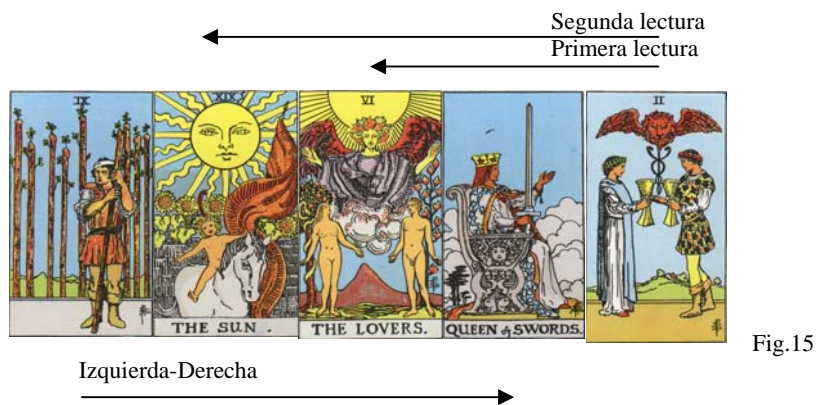 Segunda lectura
Primera lectura
IX
XIX
VI
II
THE SUN .
THE LOVERS.
QUEEN of SWORDS.
Fig.15
Izquierda-Derecha